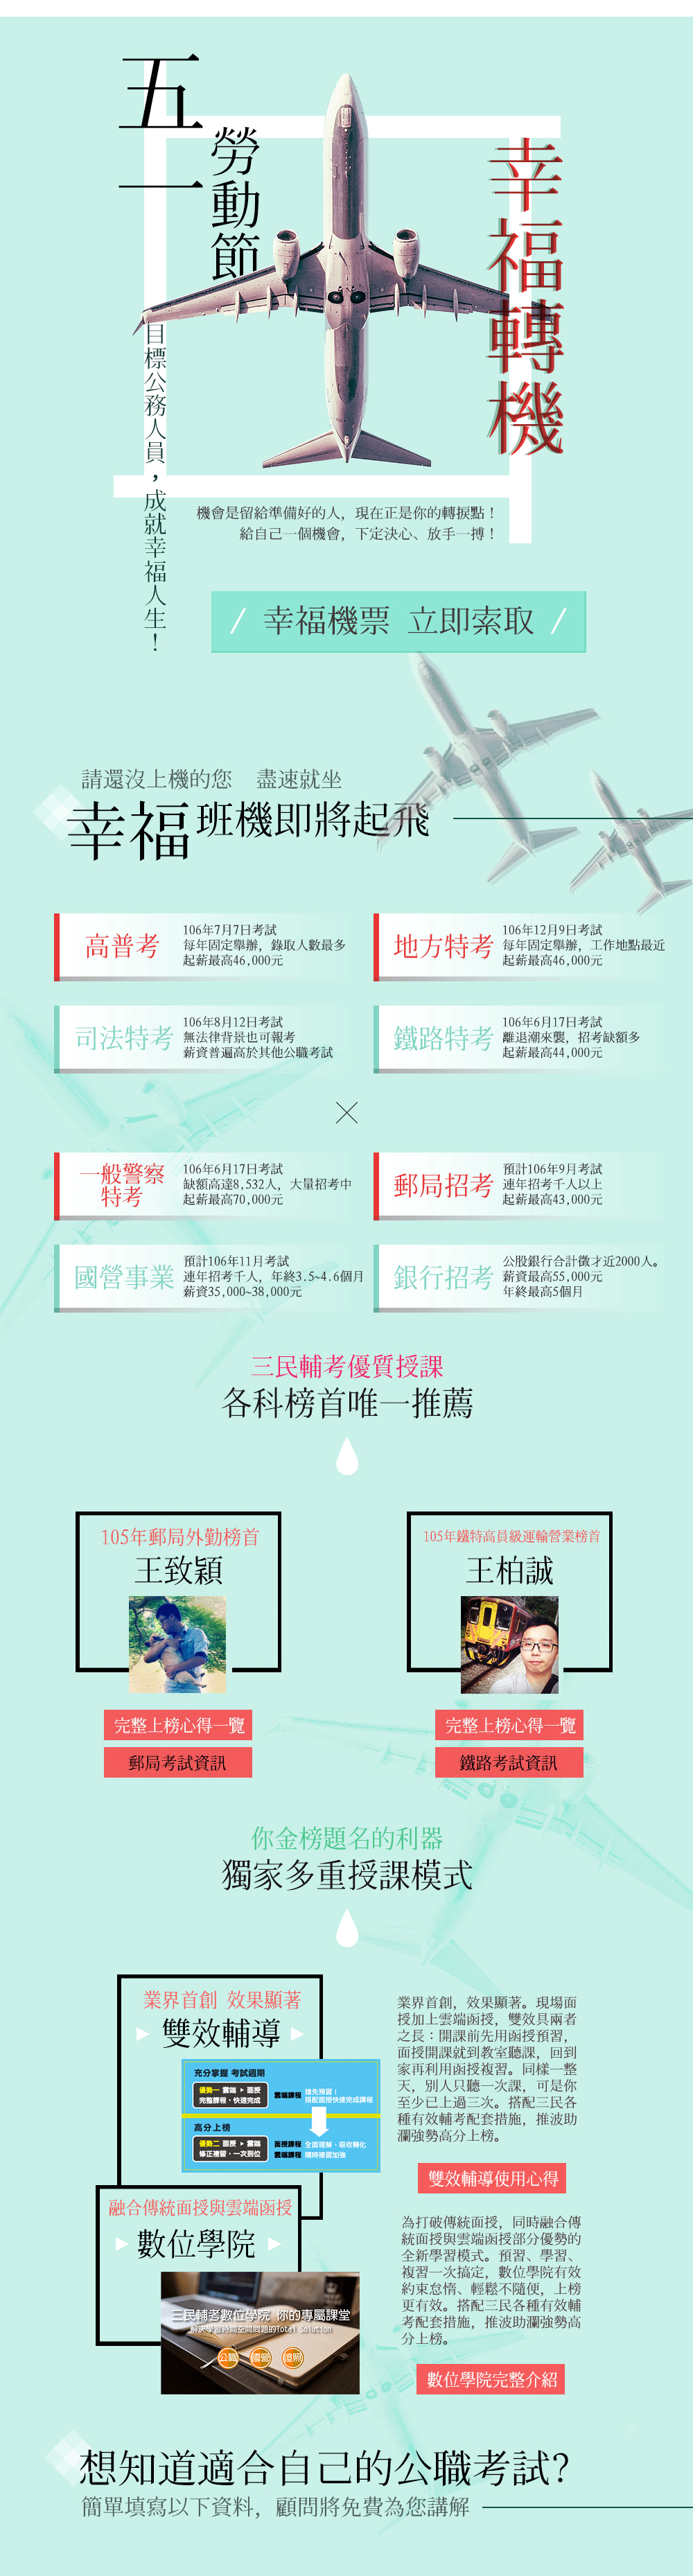 五一
勞動節
幸福轉機
目標公務人員，成就幸福人生！
機會是留給準備好的人，現在正是你的轉捩點！
給自己一個機會，下定決心、放手一搏！
/ 幸福機票 立即索取 /
請還沒上機的您 盡速就坐
幸福班機即將起飛
高普考
106年7月7日考試
每年固定舉辦，錄取人數最多
起薪最高46,000元
地方特考
106年12月9日考試
每年固定舉辦，工作地點最近
起薪最高46,000元
司法特考
106年8月12日考試
無法律背景也可報考
薪資普遍高於其他公職考試
鐵路特考
106年6月17日考試
離退潮來襲，招考缺額多
起薪最高44,000元
一般警察
特考
106年6月17日考試
缺額高達8,532人，大量招考中
起薪最高70,000元
郵局招考
預計106年9月考試
連年招考千人以上
起薪最高43,000元
國營事業
預計106年11月考試
連年招考千人，年終3.5~4.6個月
薪資35,000~38,000元
銀行招考
公股銀行合計徵才近2000人。
薪資最高55,000元
年終最高5個月
三民輔考優質授課
各科榜首唯一推薦
105年郵局外勤榜首
王致穎
完整上榜心得一覽
郵局考試資訊
105年鐵特高員級運輸營業榜首
王柏誠
完整上榜心得一覽
鐵路考試資訊
你金榜題名的利器
獨家多重授課模式
業界首創 效果顯著
雙效輔導
充分掌握 考試週期
優勢一 雲端 ▶ 面授
完整課程，快速完成
雲端課程 搶先預習！
搭配面授快速完成課程
高分上榜
優勢二 面授 ▶ 雲端
修正複習，一次到位
面授課程 全面理解、吸收轉化
雲端課程 隨時複習加強
業界首創，效果顯著。現場面
授加上雲端函授，雙效具兩者
之長：開課前先用函授預習，
面授開課就到教室聽課，回到
家再利用函授複習。同樣一整
天，別人只聽一次課，可是你
至少已上過三次。搭配三民各
種有效輔考配套措施，推波助
瀾強勢高分上榜。
雙效輔導使用心得
融合傳統面授與雲端函授
數位學院
三民輔考數位學院 你的專屬課堂
解決學習時間空間問題的Total Solution
公職
國營
證照
為打破傳統面授，同時融合傳
統面授與雲端函授部分優勢的
全新學習模式。預習、學習、
複習一次搞定，數位學院有效
約束怠惰、輕鬆不隨便，上榜
更有效。搭配三民各種有效輔
考配套措施，推波助瀾強勢高
分上榜。
數位學院完整介紹
想知道適合自己的公職考試？
簡單填寫以下資料，顧問將免費為您講解